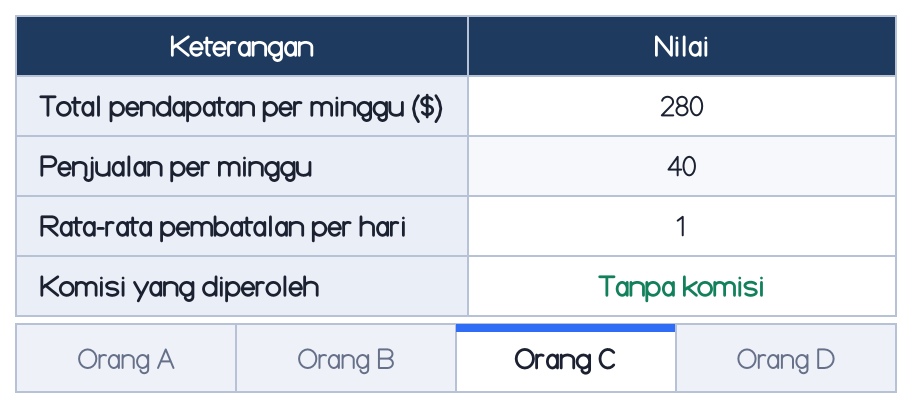 Keterangan Nilai
Total pendapatan per minggu ($) 280
Penjualan per minggu 40
Rata-rata pembatalan per hari 1
Komisi yang diperoleh Tanpa komisi
Orang A Orang B Orang C Orang D